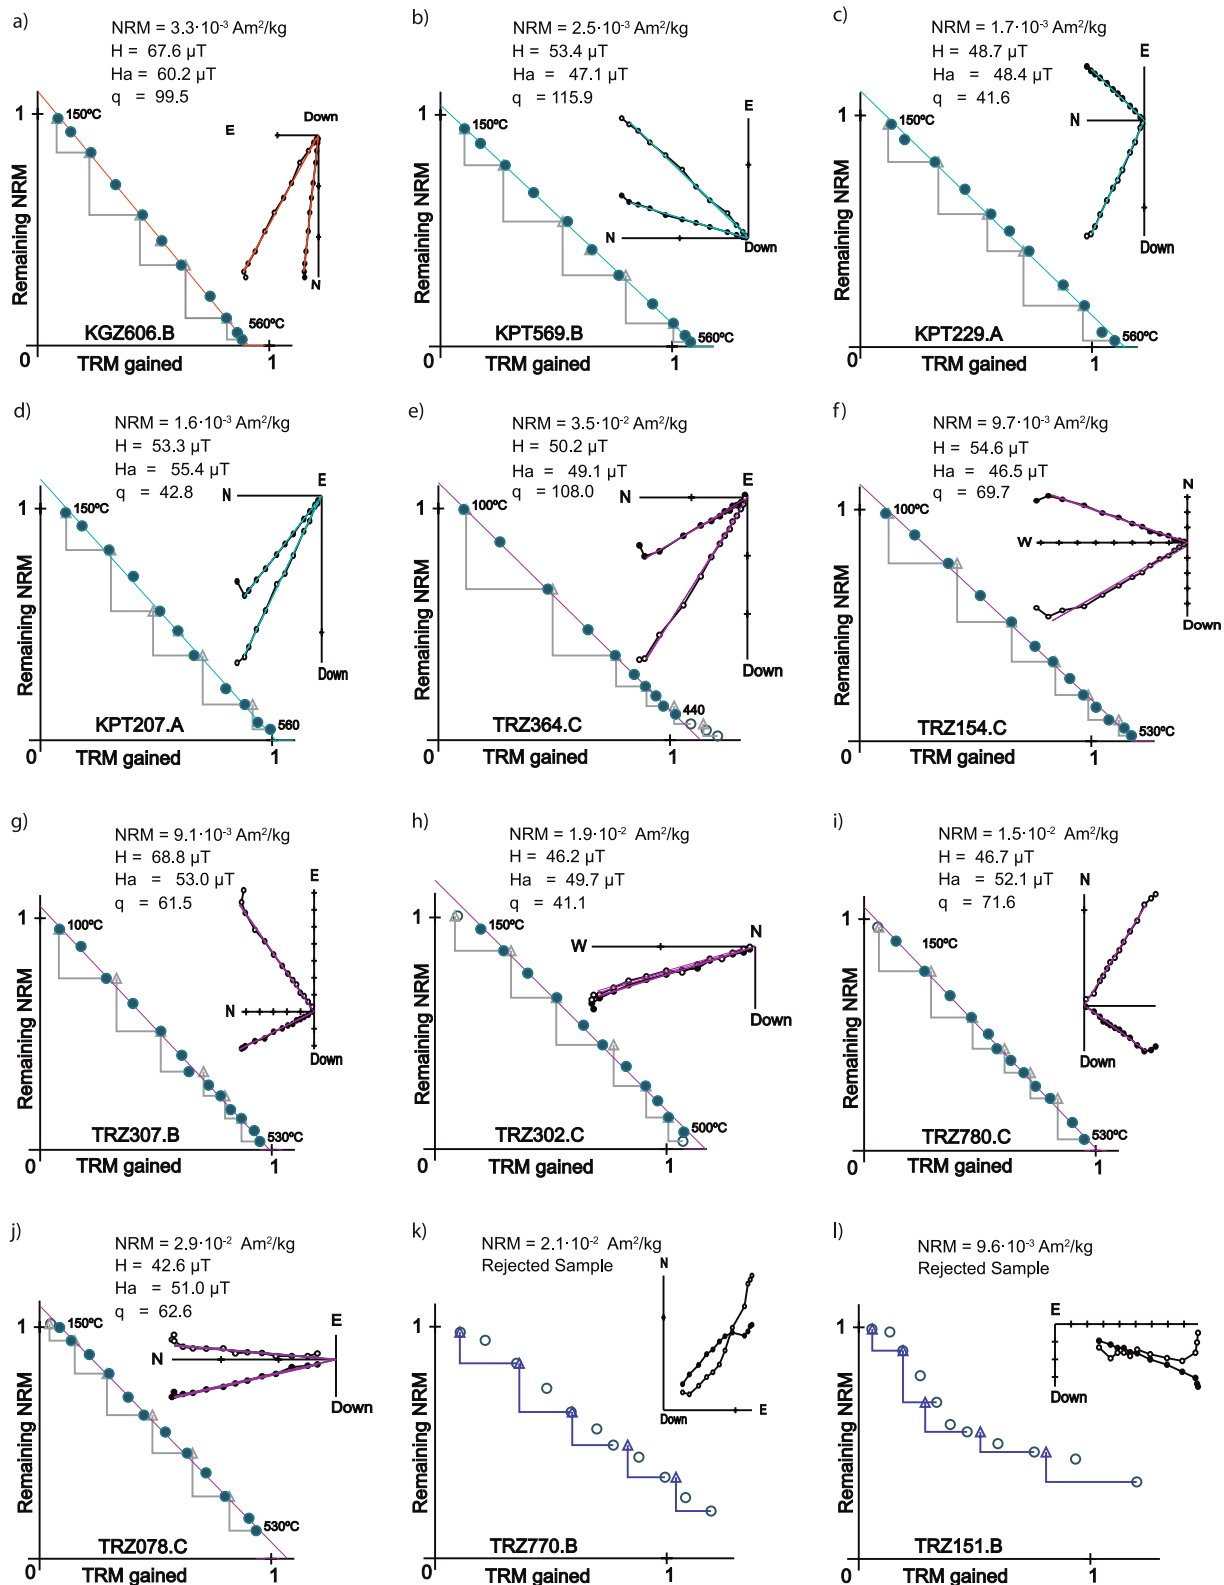 a)
NRM = 3.3·10⁻³ Am²/kg
H = 67.6 µT
Ha = 60.2 µT
q = 99.5
1
150ºC
E
Down
N
Remaining NRM
560ºC
KGZ606.B
0
TRM gained
1
b)
NRM = 2.5·10⁻³ Am²/kg
H = 53.4 µT
Ha = 47.1 µT
q = 115.9
1
150ºC
E
N
Down
Remaining NRM
560ºC
KPT569.B
0
TRM gained
1
c)
NRM = 1.7·10⁻³ Am²/kg
H = 48.7 µT
Ha = 48.4 µT
q = 41.6
1
150ºC
E
N
Down
Remaining NRM
560ºC
KPT229.A
0
TRM gained
1
d)
NRM = 1.6·10⁻³ Am²/kg
H = 53.3 µT
Ha = 55.4 µT
q = 42.8
1
150ºC
E
N
Down
Remaining NRM
560
KPT207.A
0
TRM gained
1
e)
NRM = 3.5·10⁻² Am²/kg
H = 50.2 µT
Ha = 49.1 µT
q = 108.0
1
100ºC
E
N
Down
Remaining NRM
440
TRZ364.C
0
TRM gained
1
f)
NRM = 9.7·10⁻³ Am²/kg
H = 54.6 µT
Ha = 46.5 µT
q = 69.7
1
100ºC
N
W
Down
Remaining NRM
530ºC
TRZ154.C
0
TRM gained
1
g)
NRM = 9.1·10⁻³ Am²/kg
H = 68.8 µT
Ha = 53.0 µT
q = 61.5
1
100ºC
E
N
Down
Remaining NRM
530ºC
TRZ307.B
0
TRM gained
1
h)
NRM = 1.9·10⁻² Am²/kg
H = 46.2 µT
Ha = 49.7 µT
q = 41.1
1
150ºC
W
N
Down
Remaining NRM
500ºC
TRZ302.C
0
TRM gained
1
i)
NRM = 1.5·10⁻² Am²/kg
H = 46.7 µT
Ha = 52.1 µT
q = 71.6
1
150ºC
N
Down
Remaining NRM
530ºC
TRZ780.C
0
TRM gained
1
j)
NRM = 2.9·10⁻² Am²/kg
H = 42.6 µT
Ha = 51.0 µT
q = 62.6
1
150ºC
E
N
Down
Remaining NRM
530ºC
TRZ078.C
0
TRM gained
1
k)
NRM = 2.1·10⁻² Am²/kg
Rejected Sample
1
N
Down
E
Remaining NRM
TRZ770.B
0
TRM gained
1
l)
NRM = 9.6·10⁻³ Am²/kg
Rejected Sample
1
E
Down
Remaining NRM
TRZ151.B
0
TRM gained
1